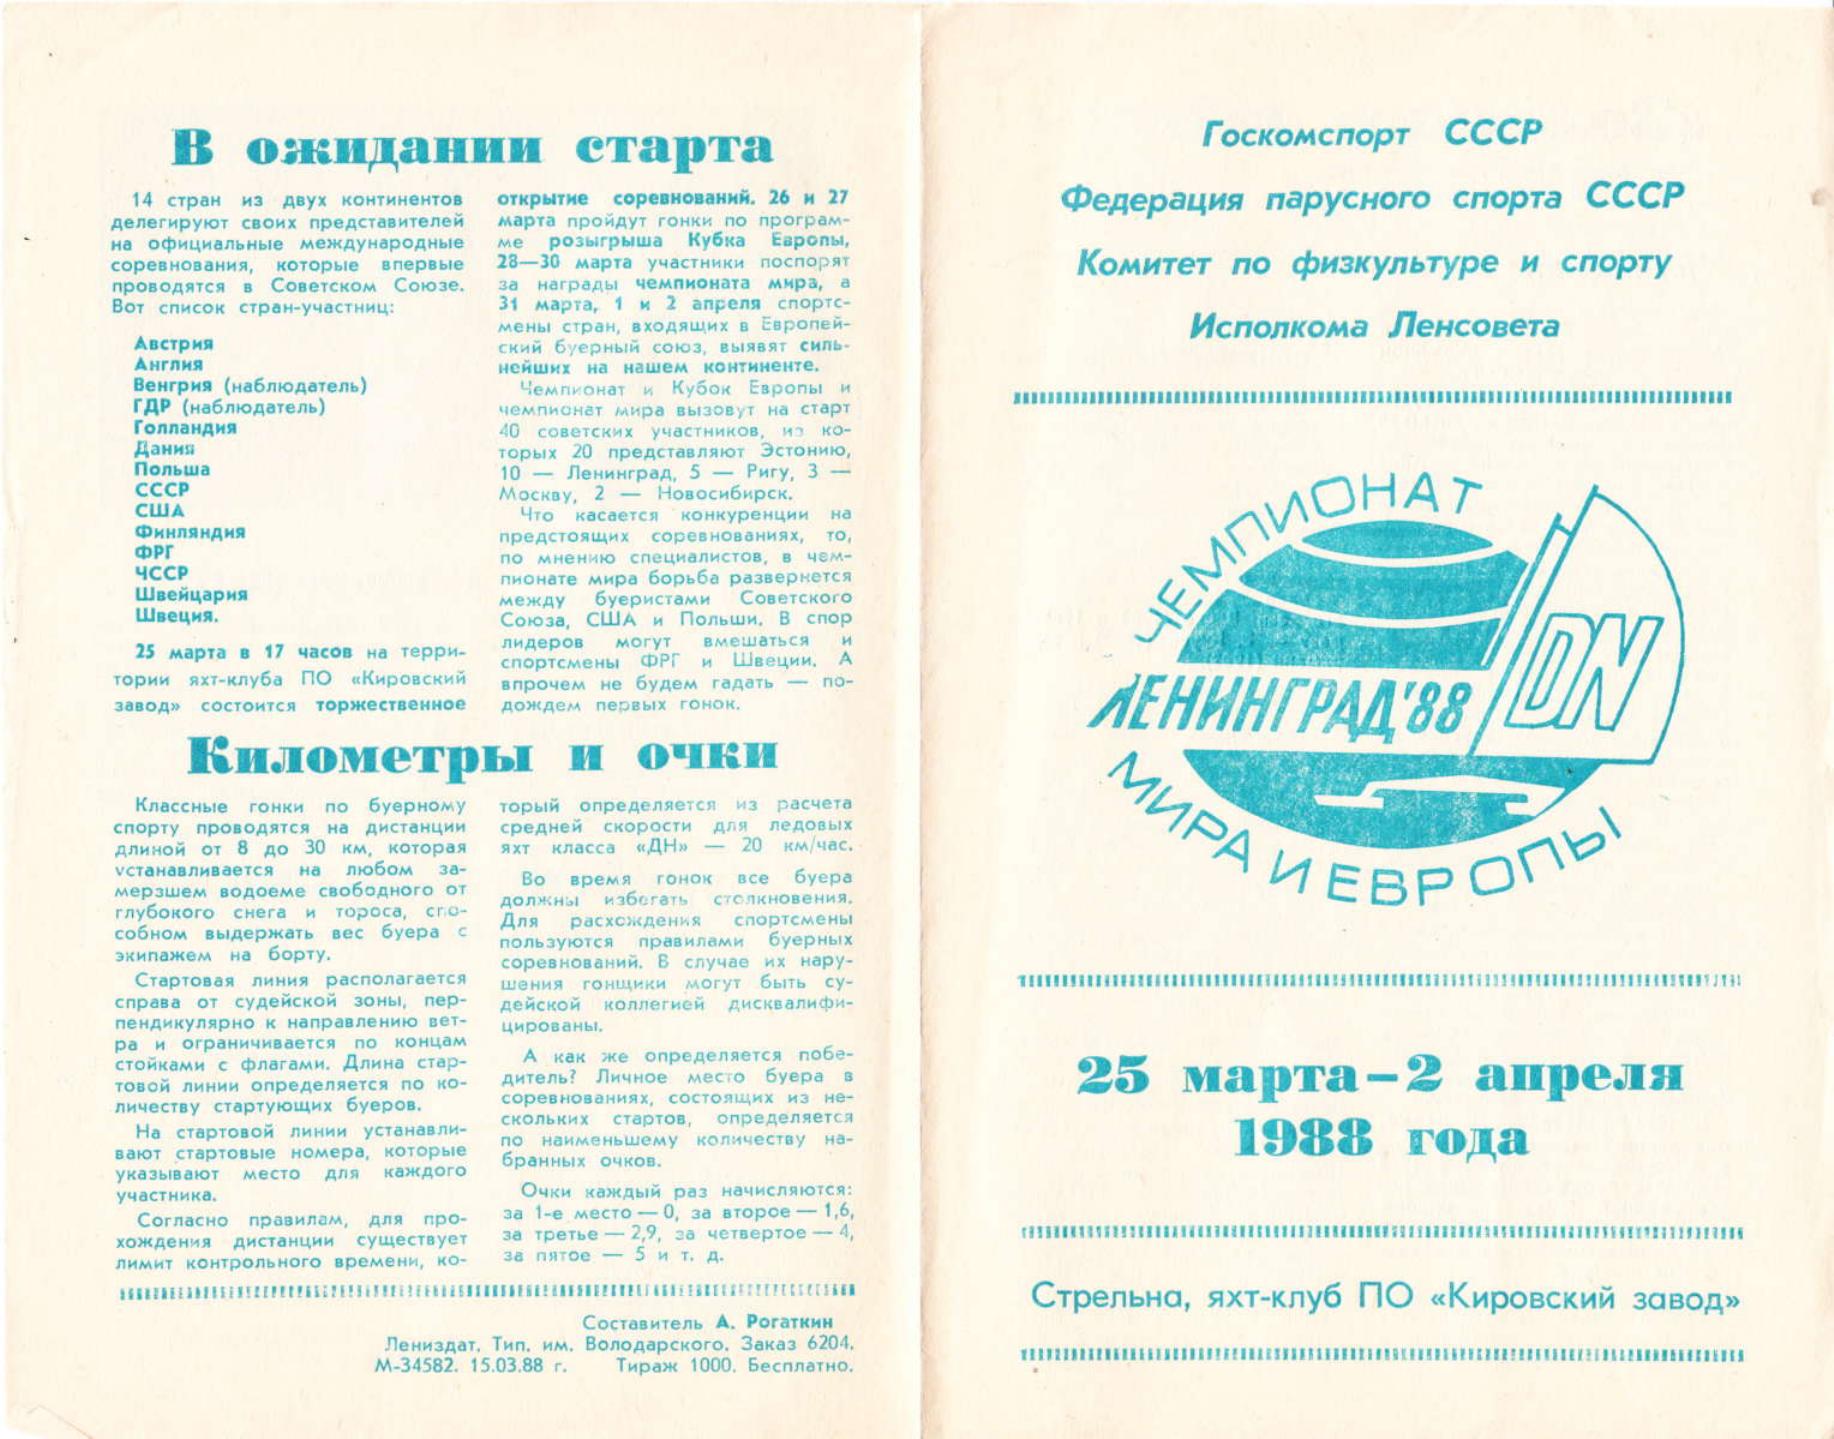 В ожидании старта
14 стран из двух континентов
делегируют своих представителей
на официальные международные
соревнования, которые впервые
проводятся в Советском Союзе.
Вот список стран-участниц:
Австрия
Англия
Венгрия (наблюдатель)
ГДР (наблюдатель)
Голландия
Дания
Польша
СССР
США
Финляндия
ФРГ
ЧССР
Швейцария
Швеция.
25 марта в 17 часов на терри-
тории яхт-клуба ПО «Кировский
завод» состоится торжественное
открытие соревнований. 26 и 27
марта пройдут гонки по програм-
ме розыгрыша Кубка Европы,
28—30 марта участники поспорят
за награды чемпионата мира, а
31 марта, 1 и 2 апреля спортс-
мены стран, входящих в Европей-
ский буерный союз, выявят силь-
нейших на нашем континенте.
Чемпионат и Кубок Европы и
чемпионат мира вызовут на старт
40 советских участников, из ко-
торых 20 представляют Эстонию,
10 — Ленинград, 5 — Ригу, 3 —
Москву, 2 — Новосибирск.
Что касается конкуренции на
предстоящих соревнованиях, то,
по мнению специалистов, в чем-
пионате мира борьба развернется
между буеристами Советского
Союза, США и Польши. В спор
лидеров могут вмешаться и
спортсмены ФРГ и Швеции. А
впрочем не будем гадать — по-
дождем первых гонок.
Километры и очки
Классные гонки по буерному
спорту проводятся на дистанции
длиной от 8 до 30 км, которая
устанавливается на любом за-
мерзшем водоеме свободного от
глубокого снега и тороса, спо-
собном выдержать вес буера с
экипажем на борту.
Стартовая линия располагается
справа от судейской зоны, пер-
пендикулярно к направлению вет-
ра и ограничивается по концам
стойками с флагами. Длина стар-
товой линии определяется по ко-
личеству стартующих буеров.
На стартовой линии устанавли-
вают стартовые номера, которые
указывают место для каждого
участника.
Согласно правилам, для про-
хождения дистанции существует
лимит контрольного времени, ко-
торый определяется из расчета
средней скорости для ледовых
яхт класса «ДН» — 20 км/час.
Во время гонок все буера
должны избегать столкновения.
Для расхождения спортсмены
пользуются правилами буерных
соревнований. В случае их нару-
шения гонщики могут быть су-
дейской коллегией дисквалифи-
цированы.
А как же определяется побе-
дитель? Личное место буера в
соревнованиях, состоящих из не-
скольких стартов, определяется
по наименьшему количеству на-
бранных очков.
Очки каждый раз начисляются:
за 1-е место — 0, за второе — 1,6,
за третье — 2,9, за четвертое — 4,
за пятое — 5 и т. д.
Составитель А. Рогаткин
Лениздат. Тип. им. Володарского. Заказ 6204.
М-34582. 15.03.88 г. Тираж 1000. Бесплатно.
Госкомспорт СССР
Федерация парусного спорта СССР
Комитет по физкультуре и спорту
Исполкома Ленсовета
ЧЕМПИОНАТ
DN
ЛЕНИНГРАД'88
МИРА И ЕВРОПЫ
25 марта – 2 апреля
1988 года
Стрельна, яхт-клуб ПО «Кировский завод»